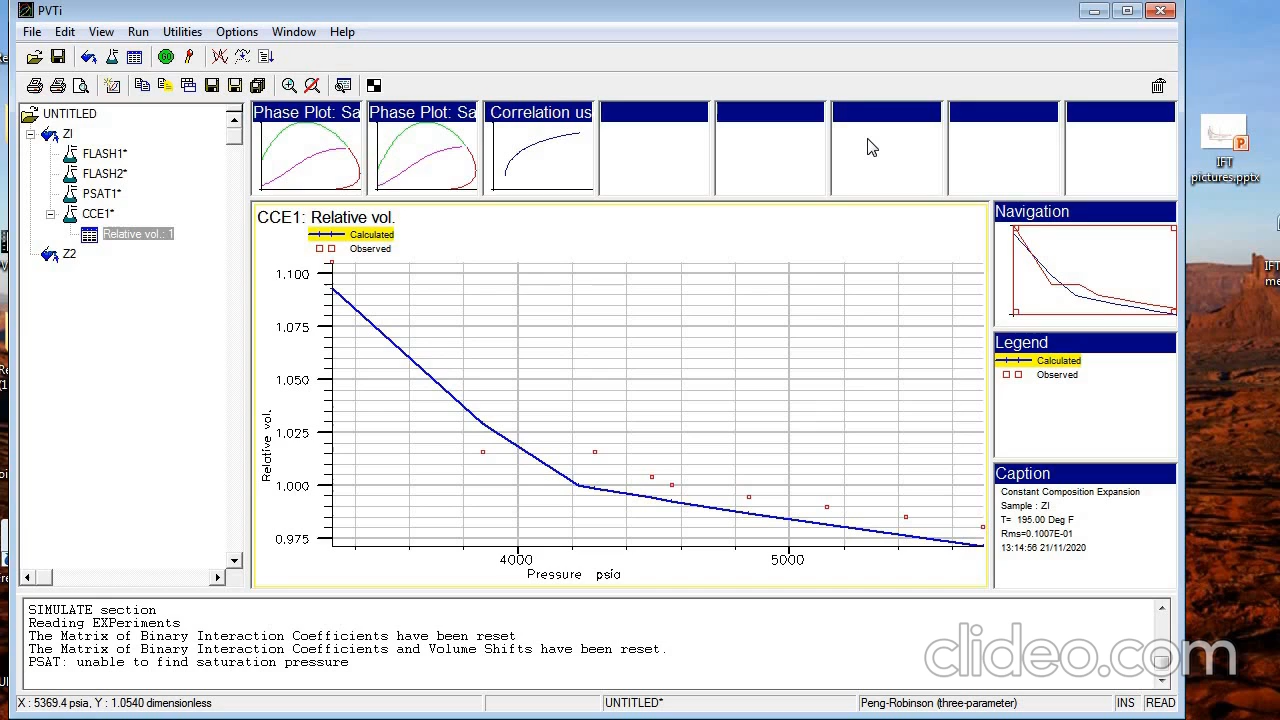 PVTi
File Edit View Run Utilities Options Window Help
GO
UNTITLED
ZI
FLASH1*
FLASH2*
PSAT1*
CCE1*
Relative vol.: 1
Z2
Phase Plot: Sa
Phase Plot: Sa
Correlation us
CCE1: Relative vol.
Calculated
Observed
1.100
1.075
1.050
1.025
1.000
0.975
Relative vol.
4000 5000
Pressure psia
Navigation
Legend
Calculated
Observed
Caption
Constant Composition Expansion
Sample : ZI
T= 195.00 Deg F
Rms=0.1007E-01
13:14:56 21/11/2020
SIMULATE section
Reading EXPeriments
The Matrix of Binary Interaction Coefficients have been reset
The Matrix of Binary Interaction Coefficients and Volume Shifts have been reset.
PSAT: unable to find saturation pressure
X : 5369.4 psia, Y : 1.0540 dimensionless
UNTITLED*
Peng-Robinson (three-parameter)
INS
READ
IFT
pictures.pptx
P
IFT
me
clideo.com